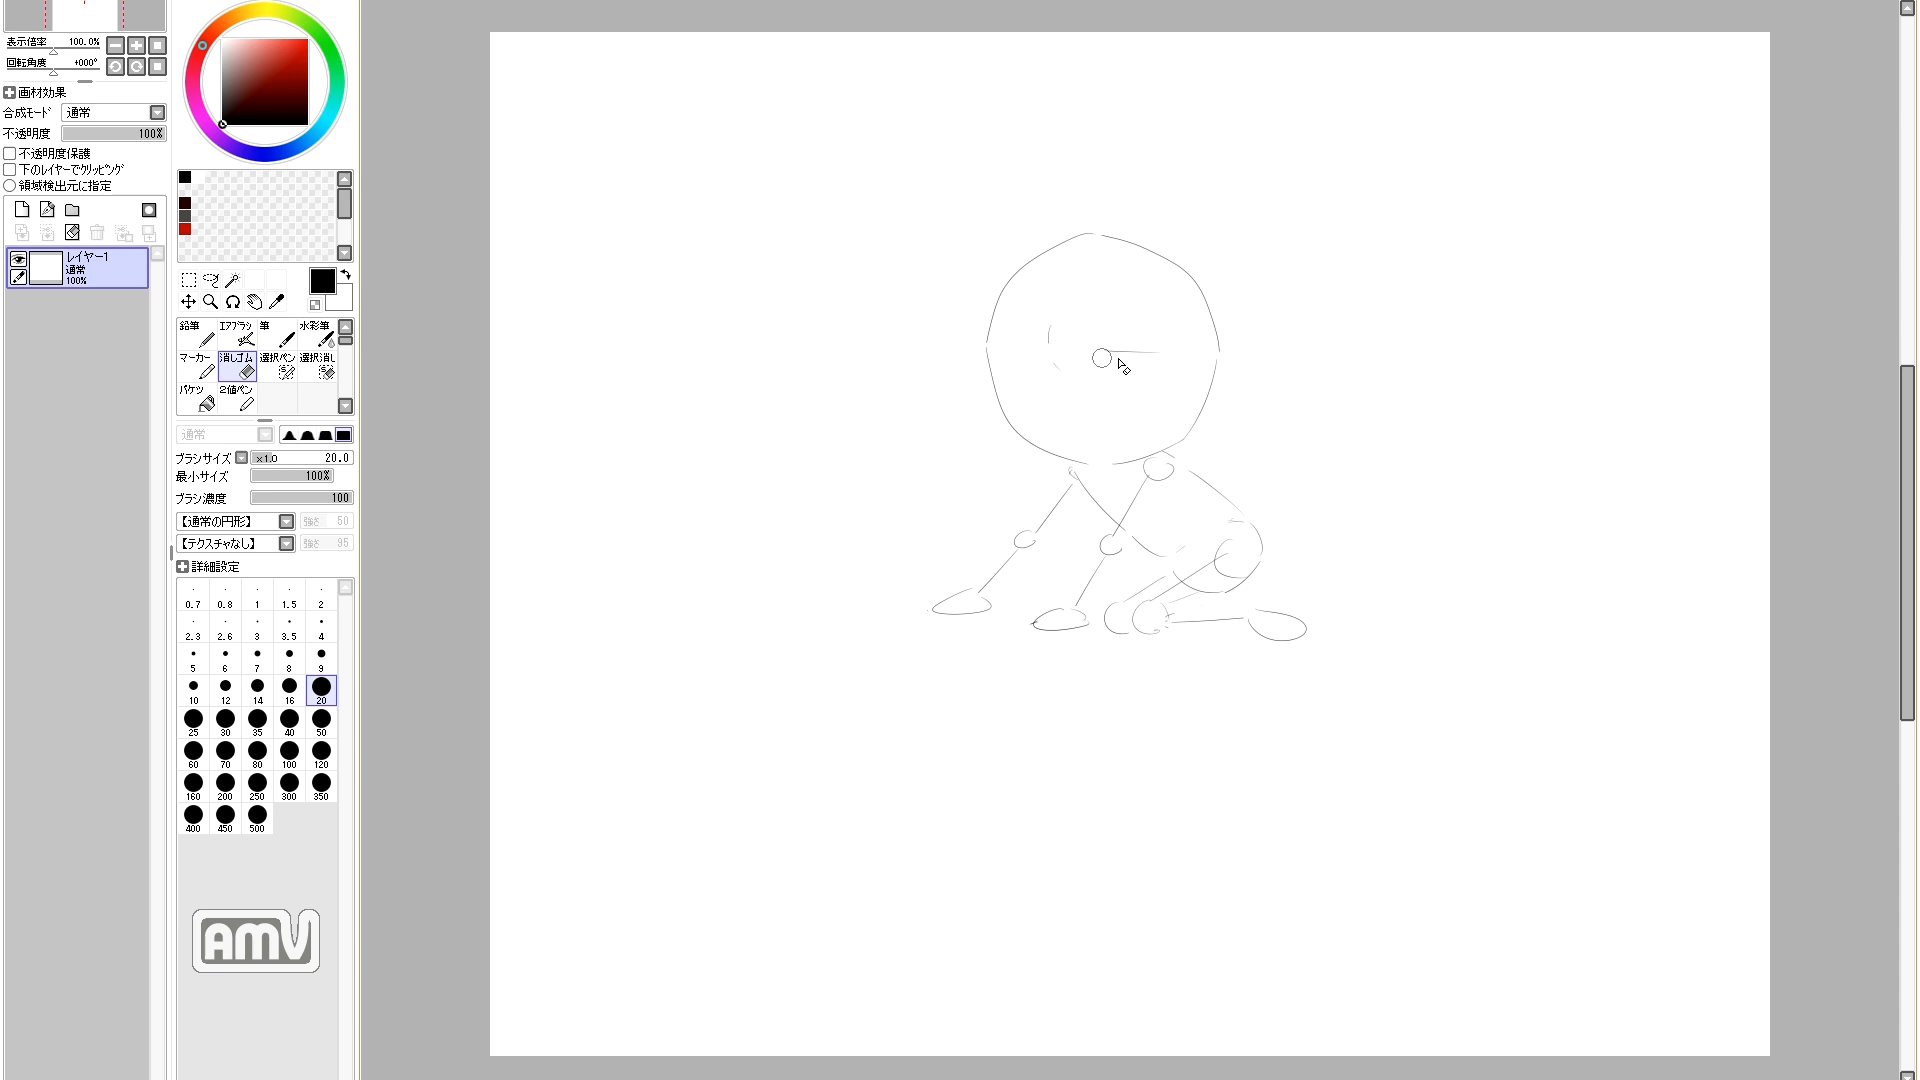 表示倍率 100.0%
回転角度 +000°
画材効果
合成モード 通常
不透明度 100%
不透明度保護
下のレイヤーでクリッピング
領域検出元に指定
レイヤー1
通常
100%
鉛筆 エアブラシ 筆 水彩筆
マーカー 消しゴム 選択ペン 選択消し
バケツ 2値ペン
通常
ブラシサイズ x1.0 20.0
最小サイズ 100%
ブラシ濃度 100
【通常の円形】 強さ 50
【テクスチャなし】 強さ 95
詳細設定
0.7 0.8 1 1.5 2
2.3 2.6 3 3.5 4
5 6 7 8 9
10 12 14 16 20
25 30 35 40 50
60 70 80 100 120
160 200 250 300 350
400 450 500
AMV